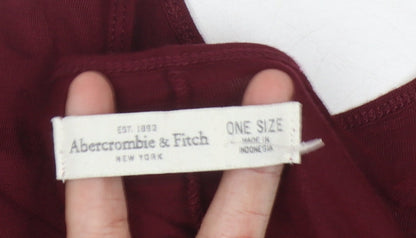 EST. 1892
Abercrombie & Fitch
NEW YORK
ONE SIZE
MADE IN
INDONESIA